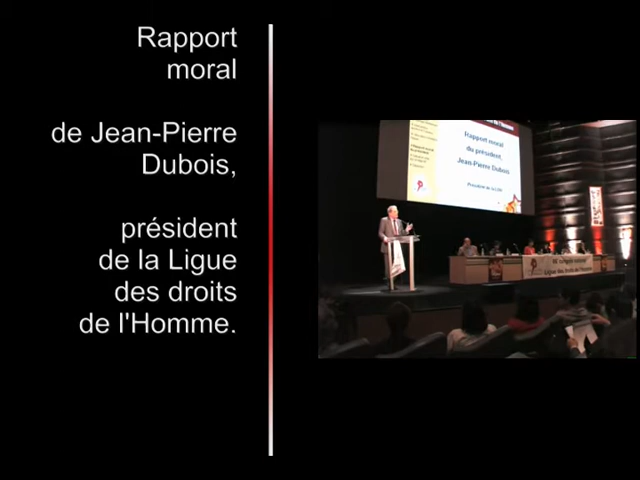 Rapport
moral
de Jean-Pierre
Dubois,
président
de la Ligue
des droits
de l'Homme.
Rapport moral
du président,
Jean-Pierre Dubois